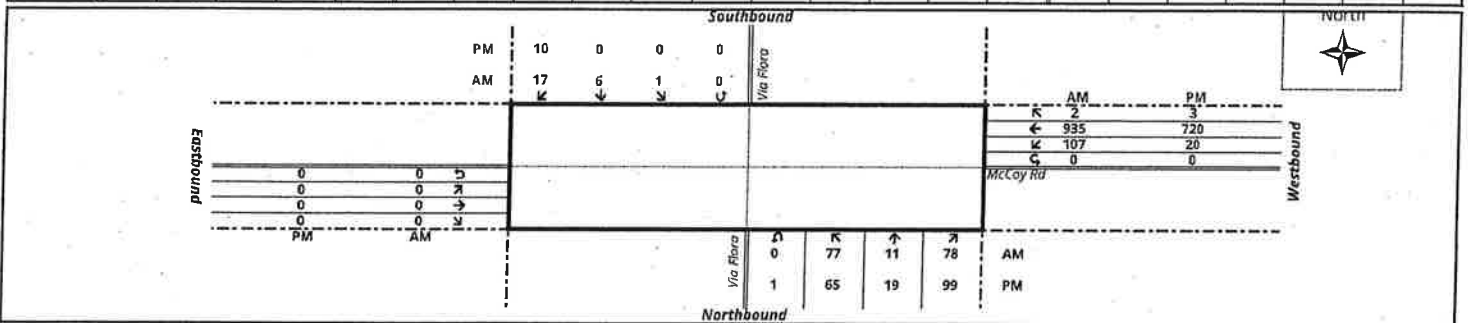 Southbound
North
PM 10 0 0 0
AM 17 6 1 0
↙ ↓ ↘ ↺
Via Flora
AM PM
↖ 2 3
← 935 720
↙ 107 20
↺ 0 0
McCoy Rd
Westbound
Eastbound
0 0 ↺
0 0 ↗
0 0 →
0 0 ↘
PM AM
Via Flora
↺ ↖ ↑ ↗
0 77 11 78 AM
1 65 19 99 PM
Northbound